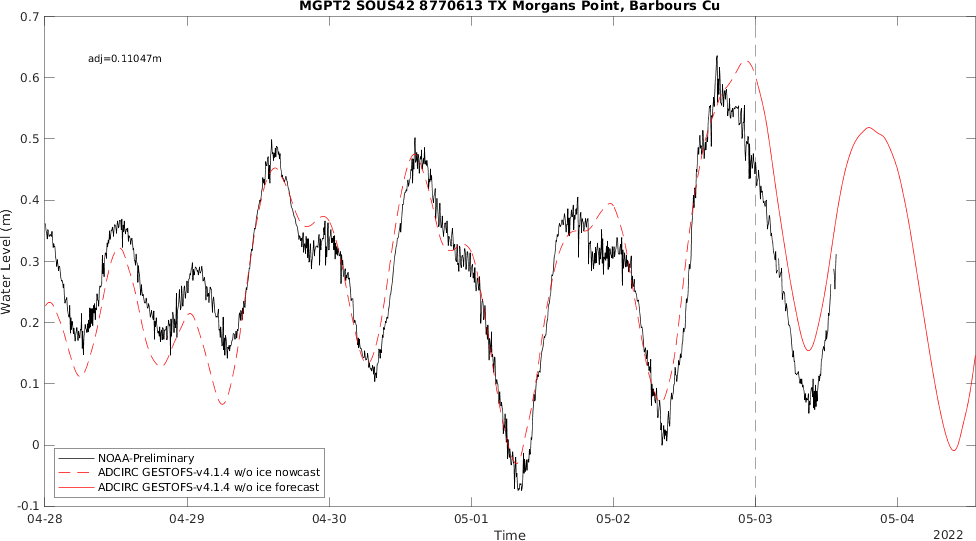 MGPT2 SOUS42 8770613 TX Morgans Point, Barbours Cu
adj=0.11047m
0.7
0.6
0.5
0.4
0.3
0.2
0.1
0
-0.1
Water Level (m)
NOAA-Preliminary
ADCIRC GESTOFS-v4.1.4 w/o ice nowcast
ADCIRC GESTOFS-v4.1.4 w/o ice forecast
04-28 04-29 04-30 05-01 05-02 05-03 05-04
Time
2022